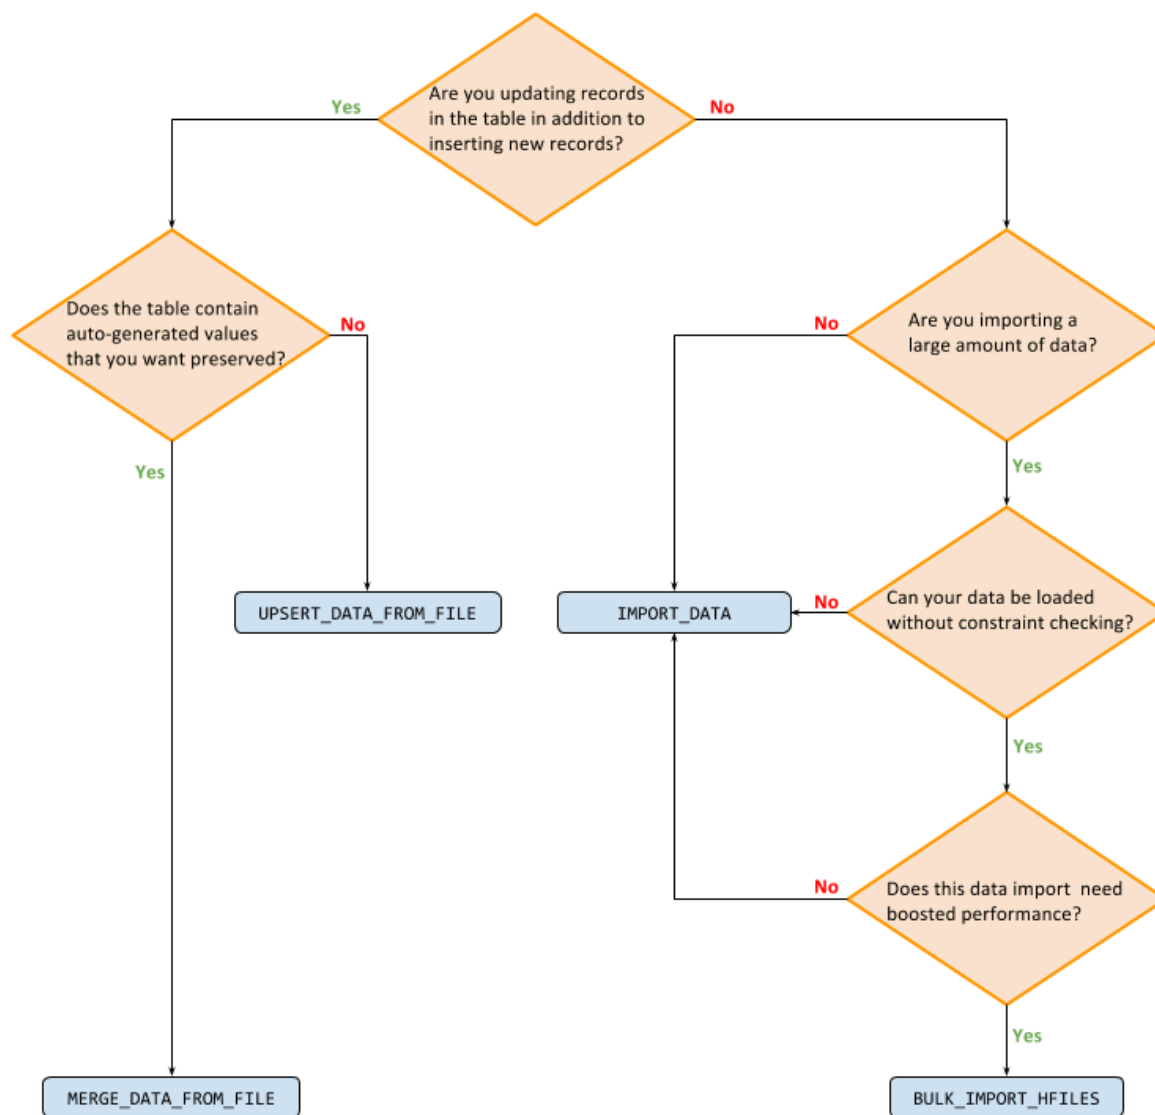 Are you updating records
in the table in addition to
inserting new records?
Yes
No
Does the table contain
auto-generated values
that you want preserved?
No
Yes
Are you importing a
large amount of data?
No
Yes
UPSERT_DATA_FROM_FILE
IMPORT_DATA
No
Can your data be loaded
without constraint checking?
Yes
No
Does this data import  need
boosted performance?
Yes
MERGE_DATA_FROM_FILE
BULK_IMPORT_HFILES